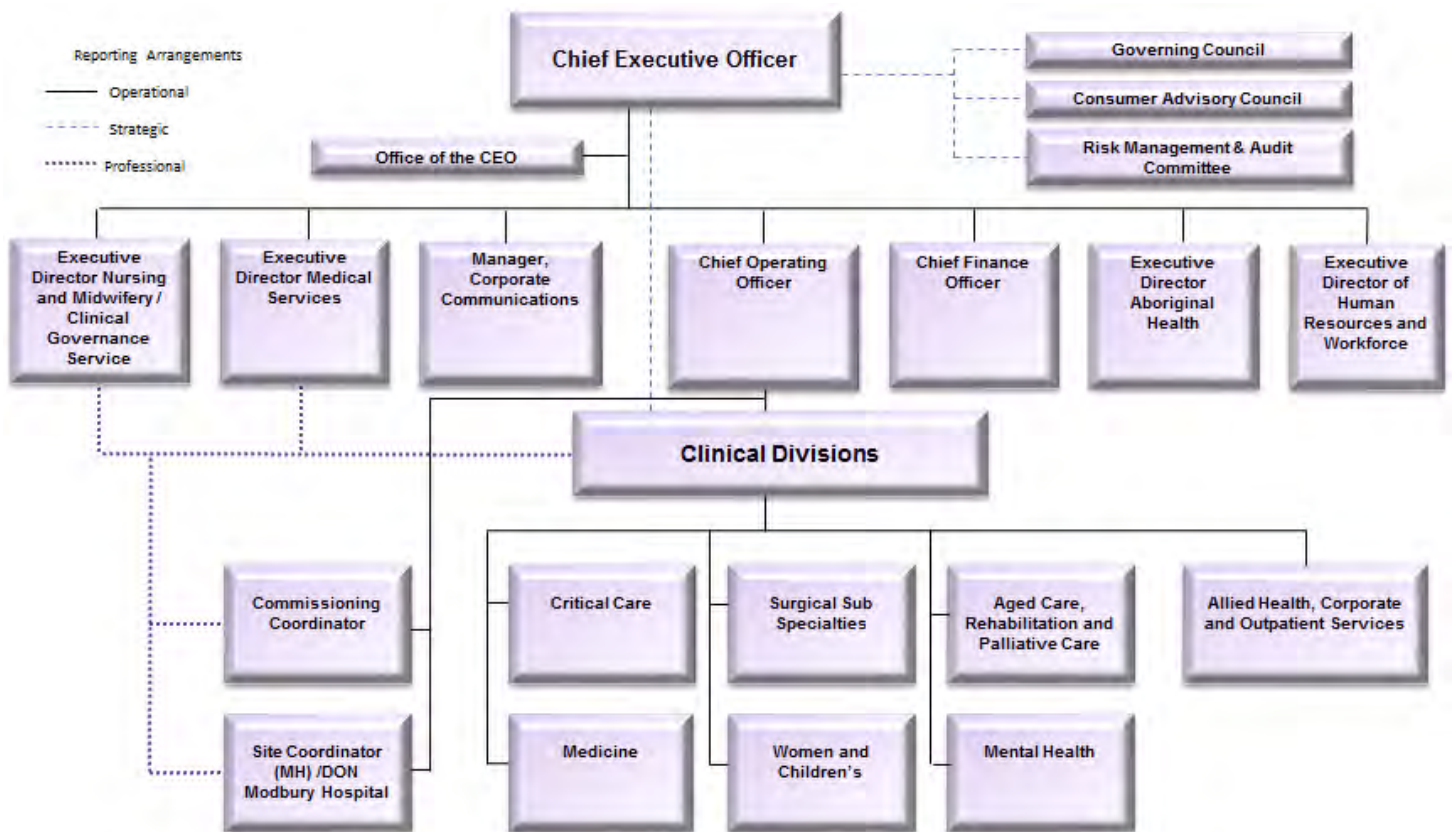 Chief Executive Officer
Governing Council
Consumer Advisory Council
Risk Management & Audit
Committee
Reporting Arrangements
Operational
Strategic
Professional
Office of the CEO
Executive
Director Nursing
and Midwifery /
Clinical
Governance
Service
Executive
Director Medical
Services
Manager,
Corporate
Communications
Chief Operating
Officer
Chief Finance
Officer
Executive
Director
Aboriginal
Health
Executive
Director of
Human
Resources and
Workforce
Clinical Divisions
Commissioning
Coordinator
Critical Care
Surgical Sub
Specialties
Aged Care,
Rehabilitation and
Palliative Care
Allied Health, Corporate
and Outpatient Services
Site Coordinator
(MH) /DON
Modbury Hospital
Medicine
Women and
Children's
Mental Health